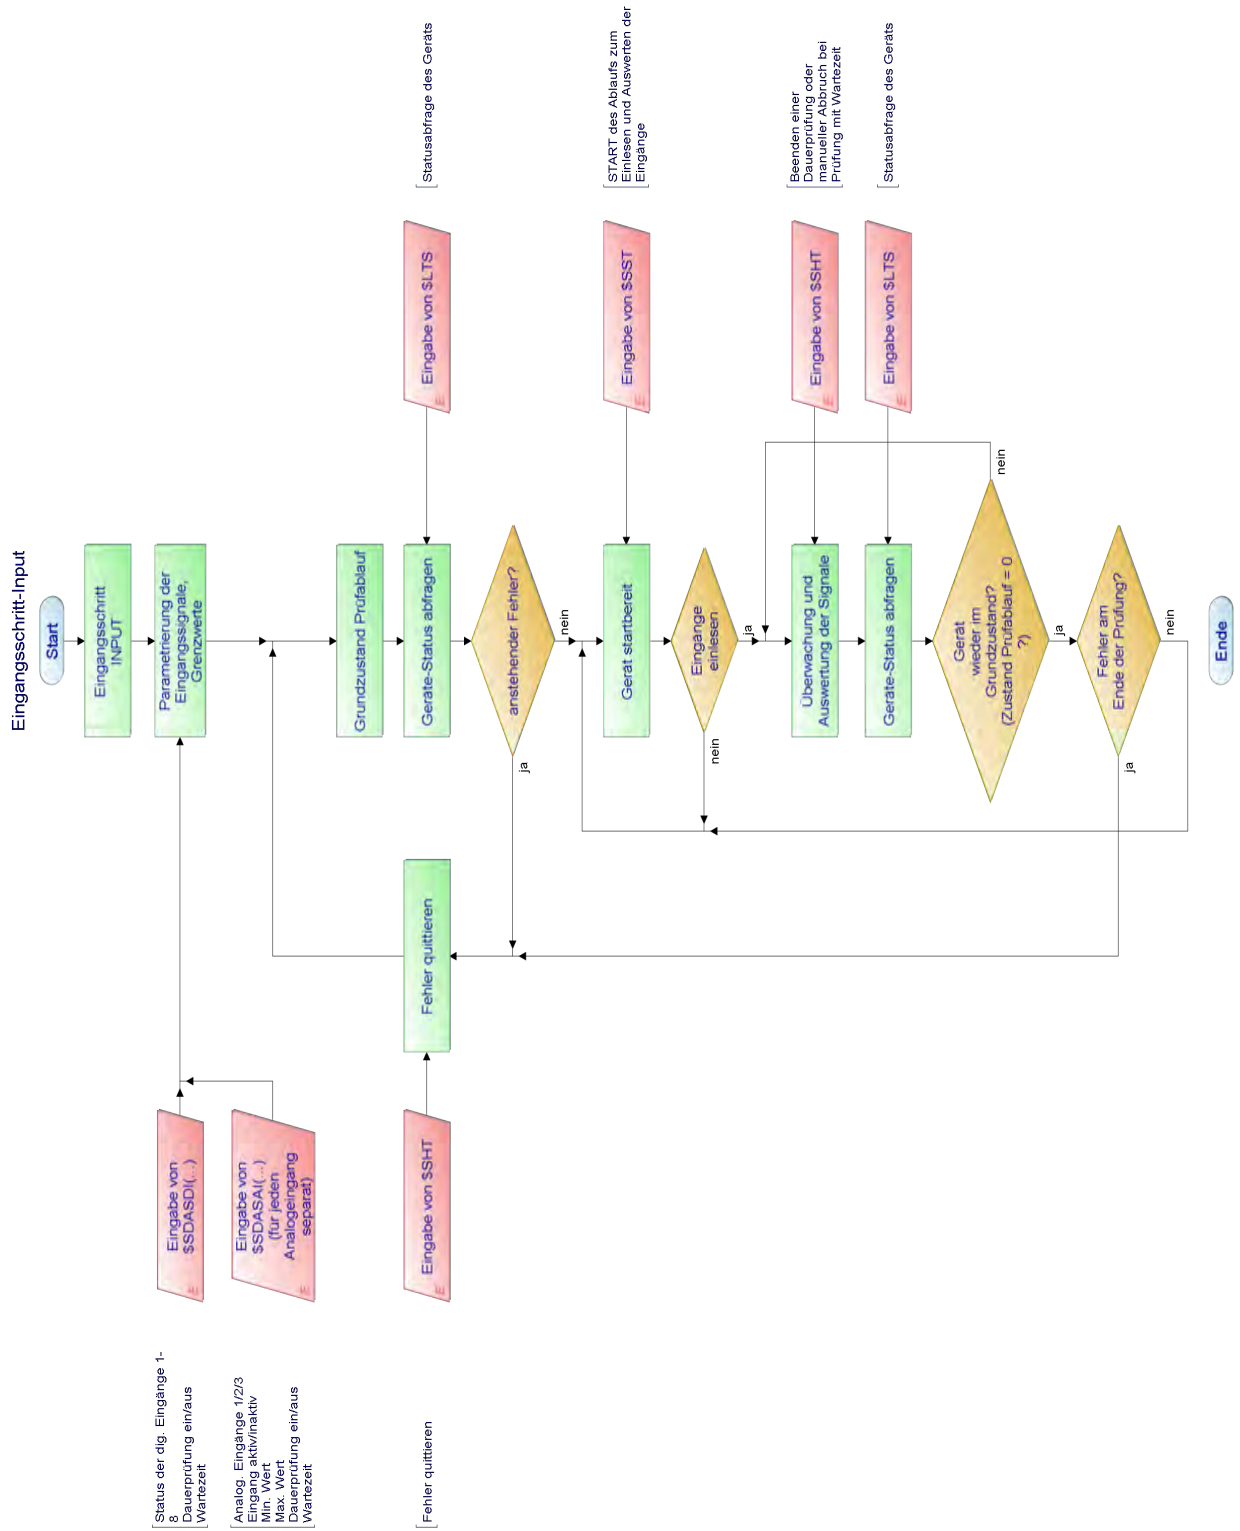 Eingangsschritt-Input
Start
Eingangsschritt
INPUT
Status der dig. Eingänge 1-
8
Dauerprüfung ein/aus
Wartezeit
Eingabe von
$SDASDI(...)
E
Parametrierung der
Eingangssignale,
Grenzwerte
Analog. Eingänge 1/2/3
Eingang aktiv/inaktiv
Min. Wert
Max. Wert
Dauerprüfung ein/aus
Wartezeit
Eingabe von
$SDASAI(...)
(für jeden
Analogeingang
separat)
E
Grundzustand Prüfablauf
Fehler quittieren
Eingabe von $SHT
E
Fehler quittieren
Geräte-Status abfragen
Eingabe von $LTS
E
Statusabfrage des Geräts
anstehender Fehler?
ja
nein
Gerät startbereit
Eingabe von $SST
E
START des Ablaufs zum
Einlesen und Auswerten der
Eingänge
Eingänge
einlesen
nein
ja
Überwachung und
Auswertung der Signale
Eingabe von $SHT
E
Beenden einer
Dauerprüfung oder
manueller Abbruch bei
Prüfung mit Wartezeit
Geräte-Status abfragen
Eingabe von $LTS
E
Statusabfrage des Geräts
Gerät
wieder im
Grundzustand?
(Zustand Prüfablauf = 0
?)
nein
ja
Fehler am
Ende der Prüfung?
ja
nein
Ende